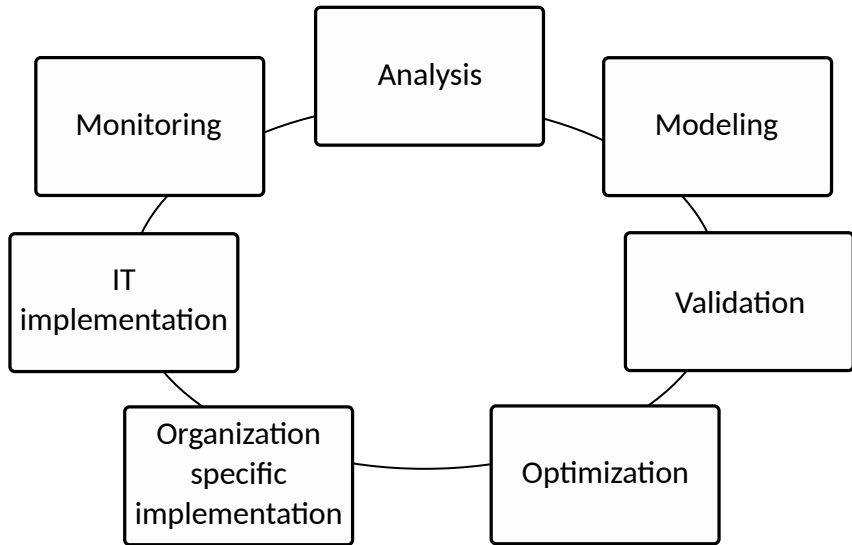 Analysis
Modeling
Validation
Optimization
Organization
specific
implementation
IT
implementation
Monitoring